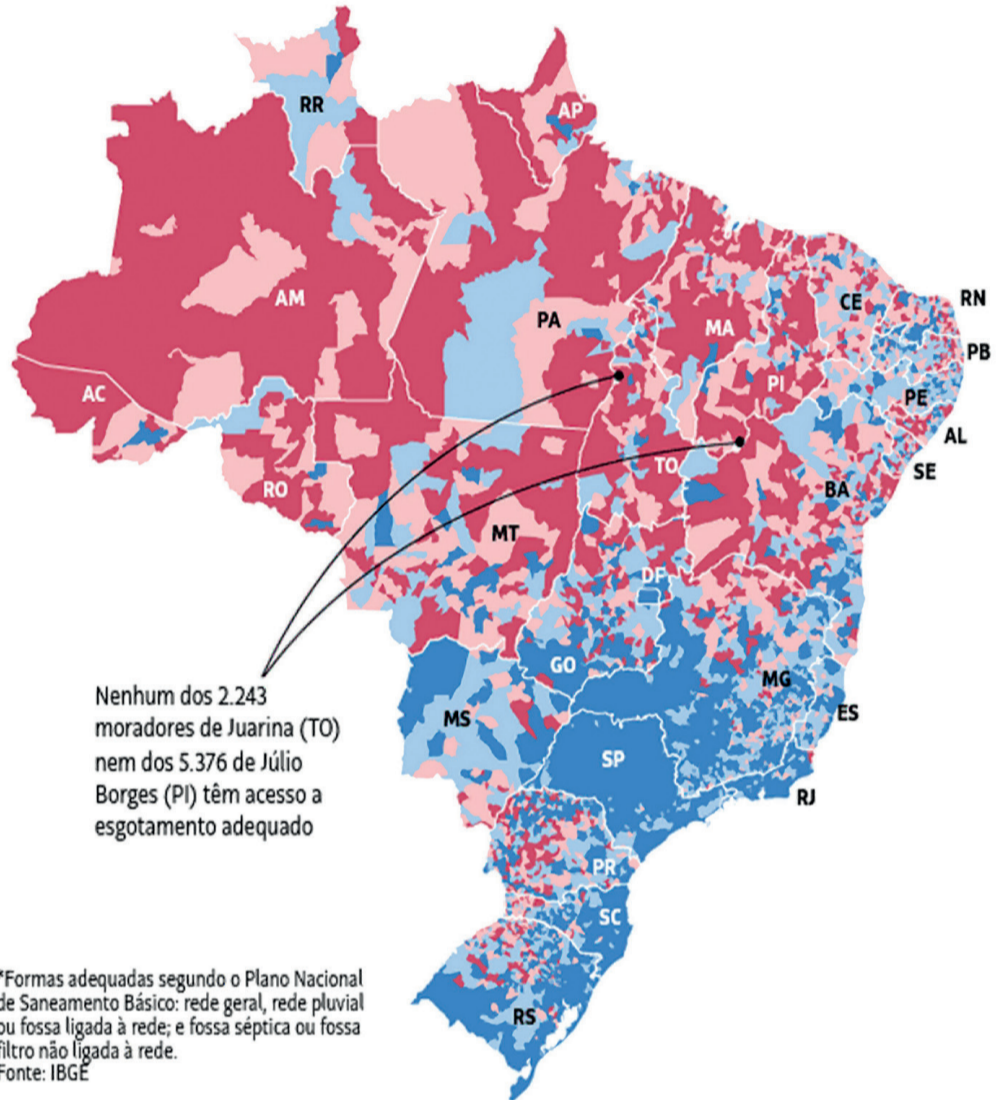 RR
AP
AM
PA
MA
CE
RN
PB
PI
PE
AC
AL
SE
TO
RO
BA
MT
DF
GO
MG
MS
ES
SP
RJ
PR
SC
RS
Nenhum dos 2.243
moradores de Juarina (TO)
nem dos 5.376 de Júlio
Borges (PI) têm acesso a
esgotamento adequado
*Formas adequadas segundo o Plano Nacional
de Saneamento Básico: rede geral, rede pluvial
ou fossa ligada à rede; e fossa séptica ou fossa
filtro não ligada à rede.
Fonte: IBGE